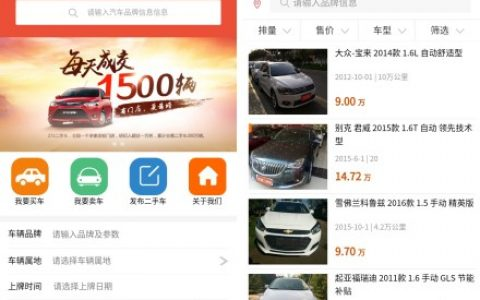 请输入汽车品牌信息信息
每天成交
1500辆
有门店，更靠谱
我要买车
我要卖车
发布二手车
关于我们
车辆品牌 请输入品牌及参数
车辆属地 请选择车辆属地
上牌时间 请选择上牌日期
请输入品牌信息
排量
售价
车型
筛选
大众-宝来 2014款 1.6L 自动舒适型
2012-10-01 | 10万公里
9.00 万
别克 君威 2015款 1.6T 自动 领先技术
型
2015-6-1 | 20
14.72 万
雪佛兰科鲁兹 2016款 1.5 手动 精英版
2015-10-1 | 4.2万公里
9.70 万
起亚福瑞迪 2011款 1.6 手动 GLS 节能
补贴